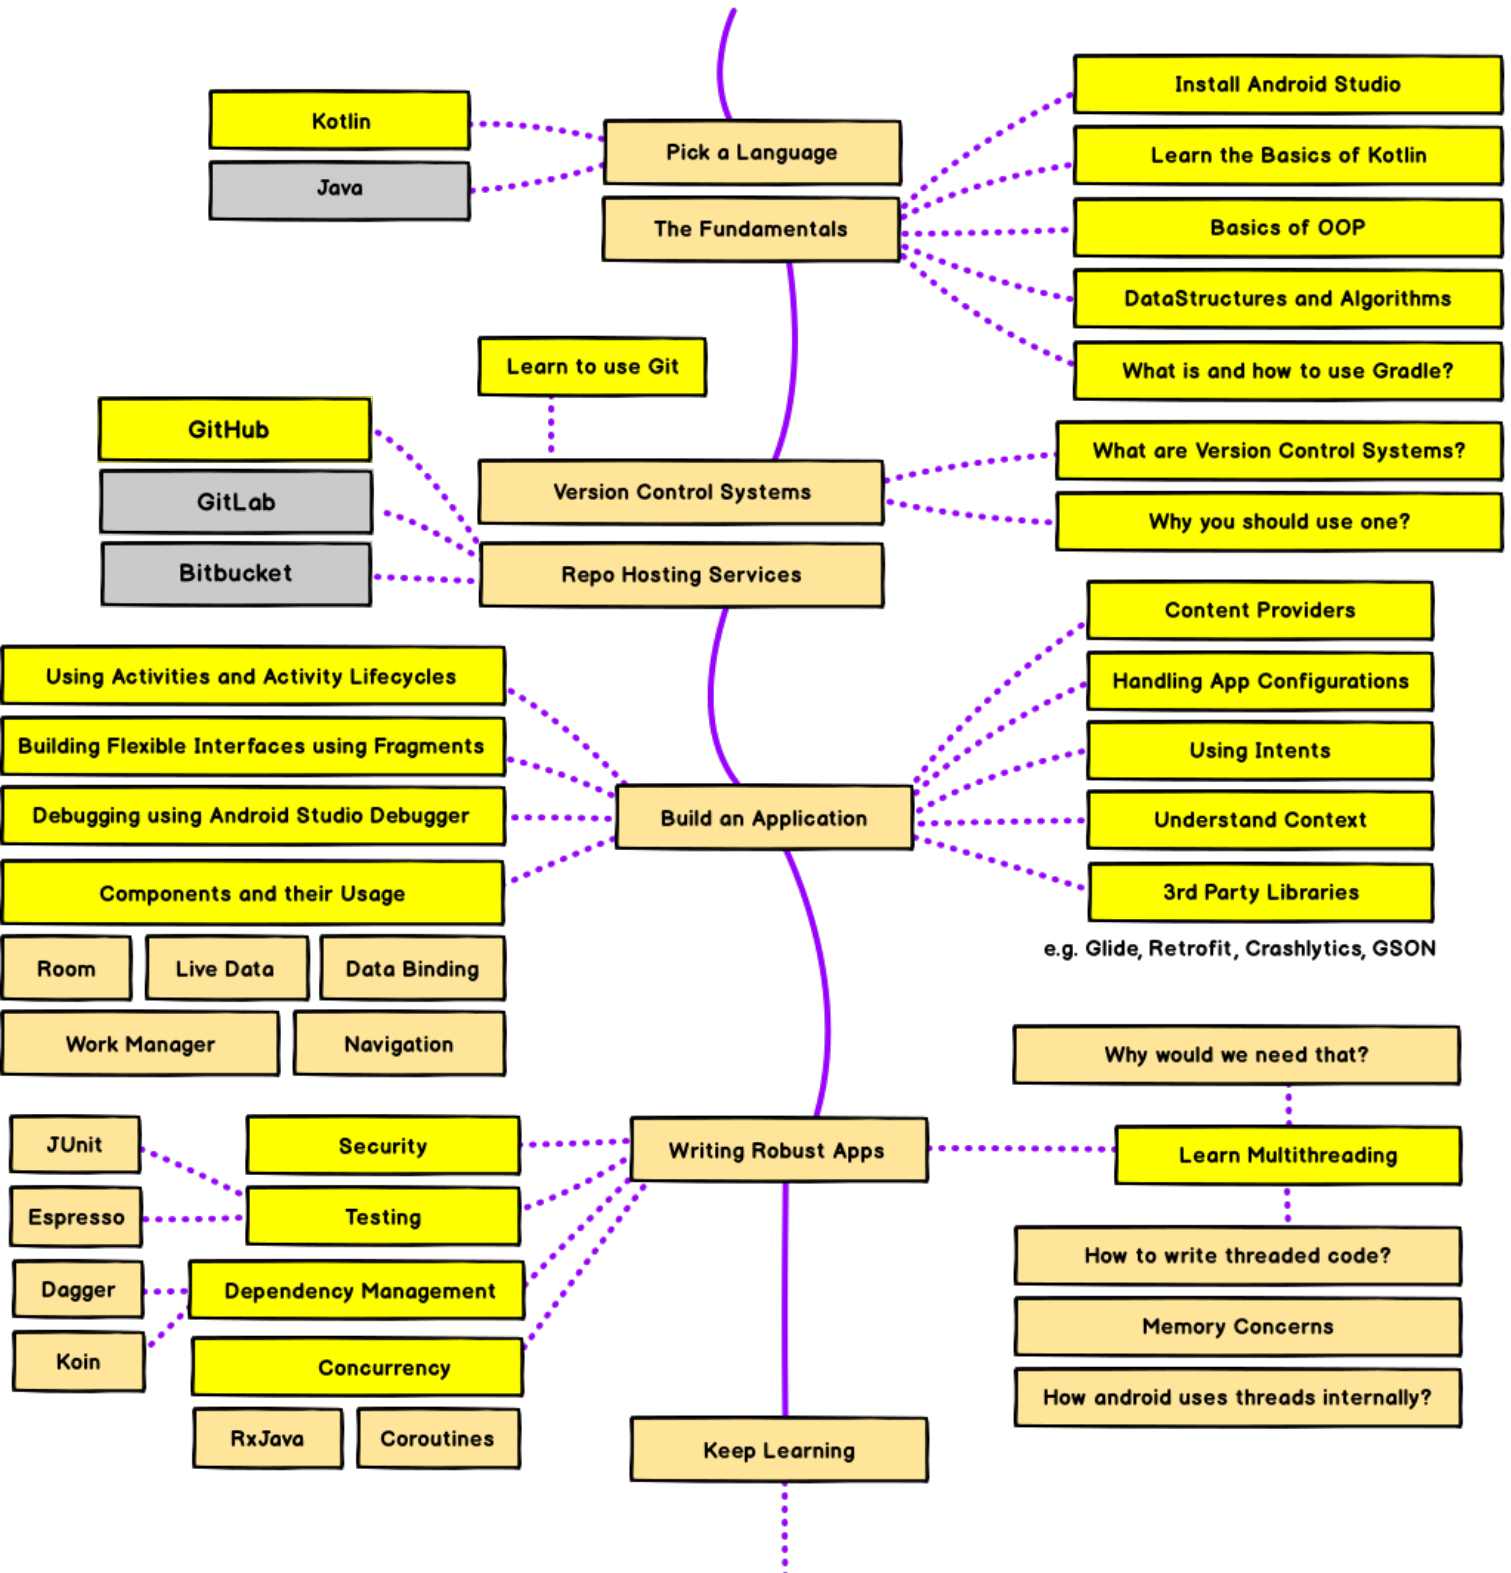 Kotlin
Java
Pick a Language
The Fundamentals
Install Android Studio
Learn the Basics of Kotlin
Basics of OOP
DataStructures and Algorithms
What is and how to use Gradle?
Learn to use Git
GitHub
GitLab
Bitbucket
Version Control Systems
Repo Hosting Services
What are Version Control Systems?
Why you should use one?
Using Activities and Activity Lifecycles
Building Flexible Interfaces using Fragments
Debugging using Android Studio Debugger
Components and their Usage
Room
Live Data
Data Binding
Work Manager
Navigation
Build an Application
Content Providers
Handling App Configurations
Using Intents
Understand Context
3rd Party Libraries
e.g. Glide, Retrofit, Crashlytics, GSON
JUnit
Espresso
Dagger
Koin
Security
Testing
Dependency Management
Concurrency
RxJava
Coroutines
Writing Robust Apps
Why would we need that?
Learn Multithreading
How to write threaded code?
Memory Concerns
How android uses threads internally?
Keep Learning